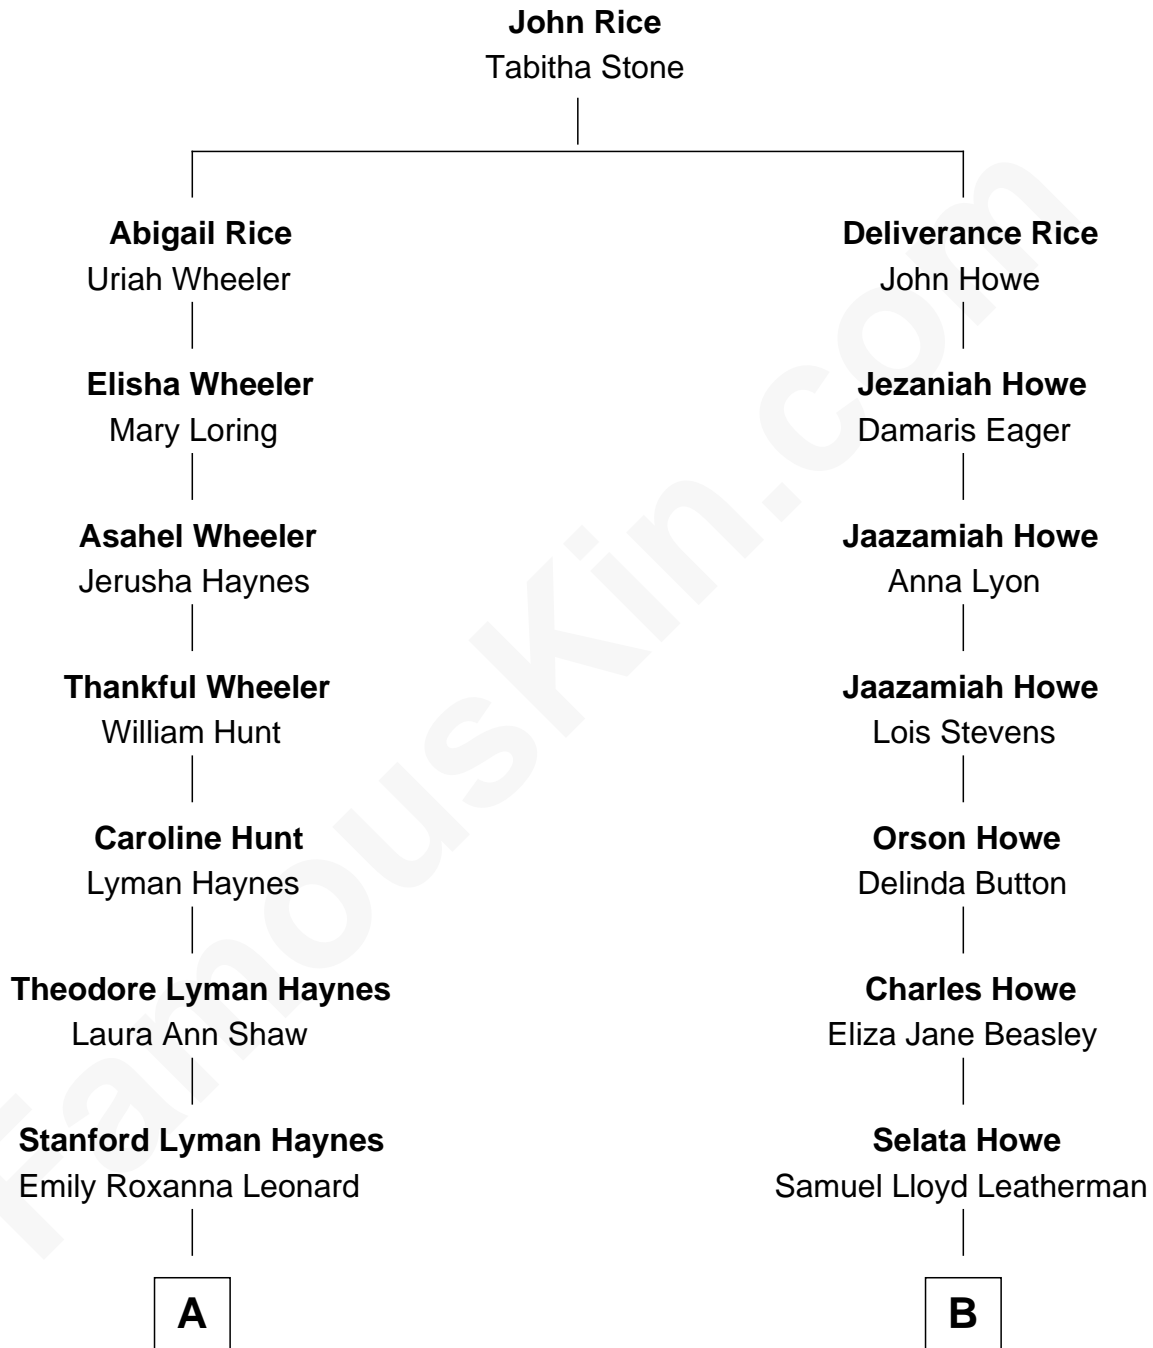 John Rice
Tabitha Stone
Abigail Rice
Uriah Wheeler
Deliverance Rice
John Howe
Elisha Wheeler
Mary Loring
Jezaniah Howe
Damaris Eager
Asahel Wheeler
Jerusha Haynes
Jaazamiah Howe
Anna Lyon
Thankful Wheeler
William Hunt
Jaazamiah Howe
Lois Stevens
Caroline Hunt
Lyman Haynes
Orson Howe
Delinda Button
Theodore Lyman Haynes
Laura Ann Shaw
Charles Howe
Eliza Jane Beasley
Stanford Lyman Haynes
Emily Roxanna Leonard
Selata Howe
Samuel Lloyd Leatherman
A
B
FamousKin.com